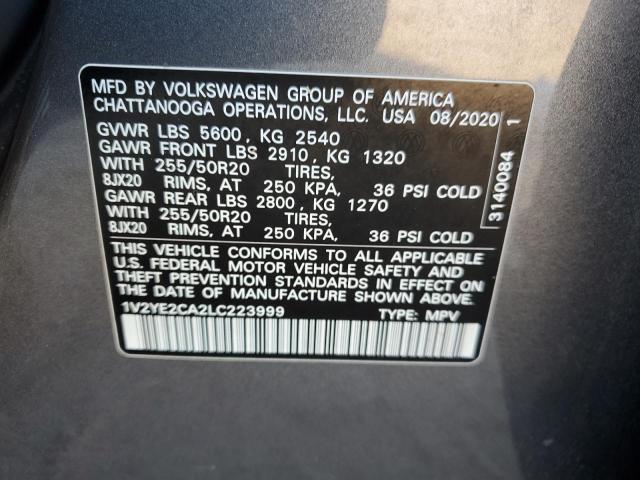 MFD BY VOLKSWAGEN GROUP OF AMERICA
CHATTANOOGA OPERATIONS, LLC. USA 08/2020
GVWR LBS 5600, KG 2540
GAWR FRONT LBS 2910, KG 1320
WITH 255/50R20 TIRES,
8JX20 RIMS, AT 250 KPA, 36 PSI COLD
GAWR REAR LBS 2800, KG 1270
WITH 255/50R20 TIRES,
8JX20 RIMS, AT 250 KPA, 36 PSI COLD
THIS VEHICLE CONFORMS TO ALL APPLICABLE
U.S. FEDERAL MOTOR VEHICLE SAFETY AND
THEFT PREVENTION STANDARDS IN EFFECT ON
THE DATE OF MANUFACTURE SHOWN ABOVE.
1V2YE2CA2LC223999 TYPE: MPV
3140084 1